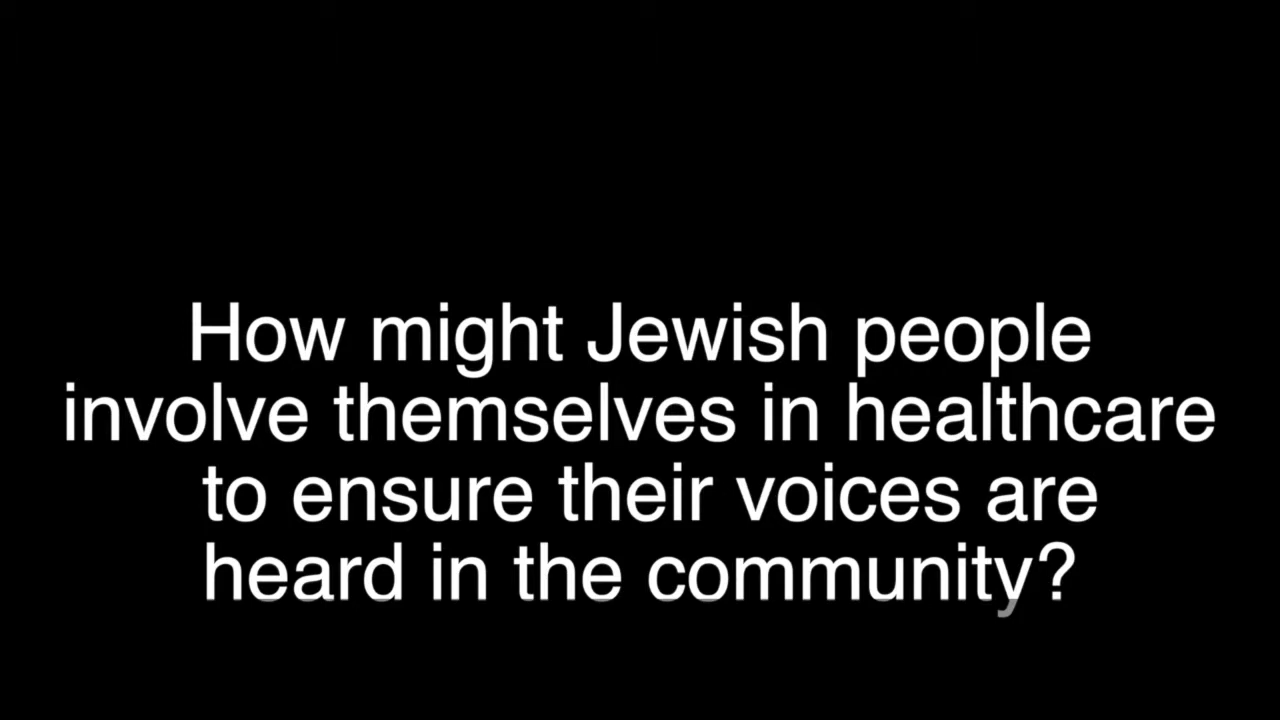 How might Jewish people
involve themselves in healthcare
to ensure their voices are
heard in the community?